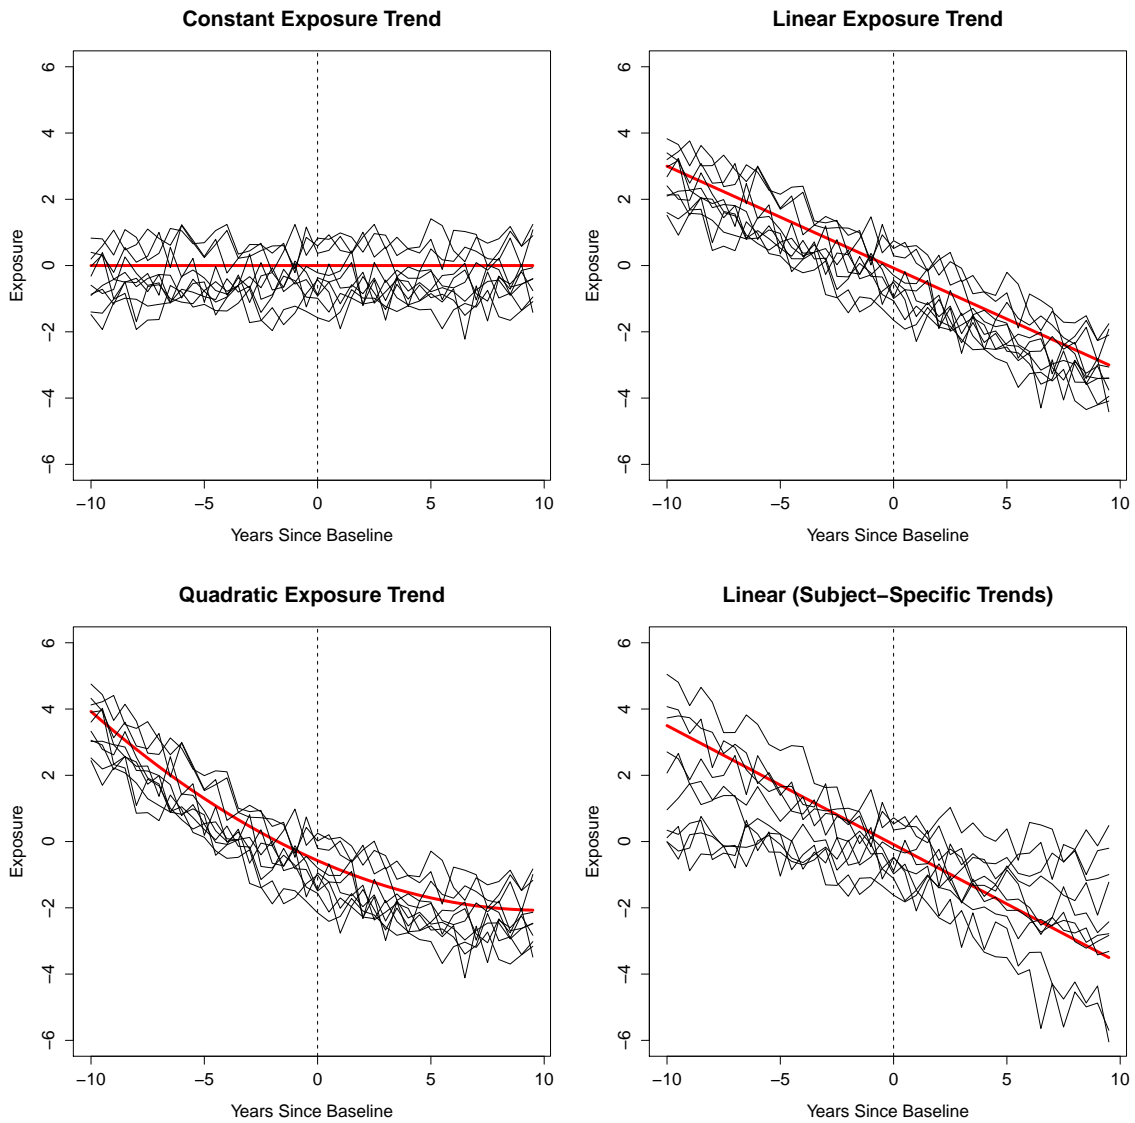 Constant Exposure Trend
Exposure
6
4
2
0
−2
−4
−6
−10 −5 0 5 10
Years Since Baseline
Linear Exposure Trend
Exposure
6
4
2
0
−2
−4
−6
−10 −5 0 5 10
Years Since Baseline
Quadratic Exposure Trend
Exposure
6
4
2
0
−2
−4
−6
−10 −5 0 5 10
Years Since Baseline
Linear (Subject−Specific Trends)
Exposure
6
4
2
0
−2
−4
−6
−10 −5 0 5 10
Years Since Baseline